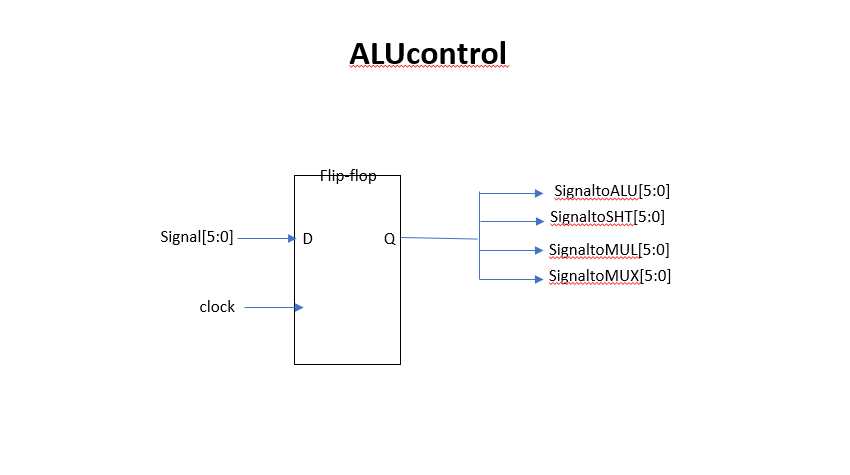 ALUcontrol
Flip-flop
SignaltoALU[5:0]
SignaltoSHT[5:0]
Signal[5:0]
D
Q
SignaltoMUL[5:0]
SignaltoMUX[5:0]
clock